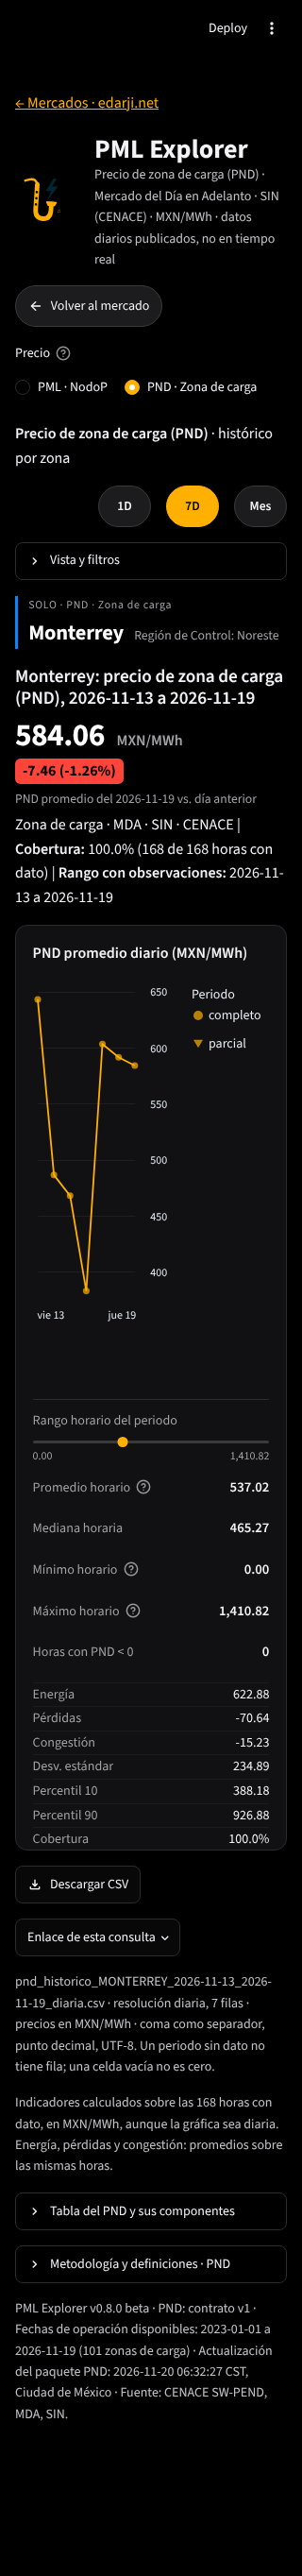 Deploy
← Mercados · edarji.net
PML Explorer
Precio de zona de carga (PND) ·
Mercado del Día en Adelanto · SIN
(CENACE) · MXN/MWh · datos
diarios publicados, no en tiempo
real
← Volver al mercado
Precio
PML · NodoP PND · Zona de carga
Precio de zona de carga (PND) · histórico
por zona
1D 7D Mes
Vista y filtros
SOLO · PND · Zona de carga
Monterrey Región de Control: Noreste
Monterrey: precio de zona de carga
(PND), 2026-11-13 a 2026-11-19
584.06 MXN/MWh
-7.46 (-1.26%)
PND promedio del 2026-11-19 vs. día anterior
Zona de carga · MDA · SIN · CENACE |
Cobertura: 100.0% (168 de 168 horas con
dato) | Rango con observaciones: 2026-11-
13 a 2026-11-19
PND promedio diario (MXN/MWh)
650
600
550
500
450
400
Periodo
completo
parcial
vie 13 jue 19
Rango horario del periodo
0.00 1,410.82
Promedio horario 537.02
Mediana horaria 465.27
Mínimo horario 0.00
Máximo horario 1,410.82
Horas con PND < 0 0
Energía 622.88
Pérdidas -70.64
Congestión -15.23
Desv. estándar 234.89
Percentil 10 388.18
Percentil 90 926.88
Cobertura 100.0%
Descargar CSV
Enlace de esta consulta
pnd_historico_MONTERREY_2026-11-13_2026-
11-19_diaria.csv · resolución diaria, 7 filas ·
precios en MXN/MWh · coma como separador,
punto decimal, UTF-8. Un periodo sin dato no
tiene fila; una celda vacía no es cero.
Indicadores calculados sobre las 168 horas con
dato, en MXN/MWh, aunque la gráfica sea diaria.
Energía, pérdidas y congestión: promedios sobre
las mismas horas.
Tabla del PND y sus componentes
Metodología y definiciones · PND
PML Explorer v0.8.0 beta · PND: contrato v1 ·
Fechas de operación disponibles: 2023-01-01 a
2026-11-19 (101 zonas de carga) · Actualización
del paquete PND: 2026-11-20 06:32:27 CST,
Ciudad de México · Fuente: CENACE SW-PEND,
MDA, SIN.